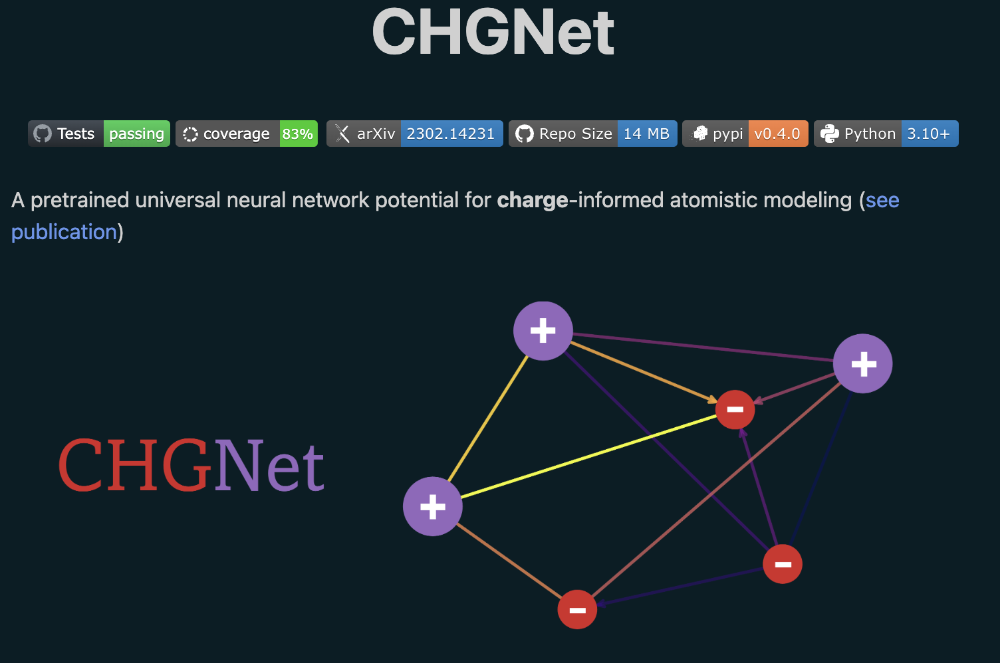 CHGNet
Tests passing coverage 83% arXiv 2302.14231 Repo Size 14 MB pypi v0.4.0 Python 3.10+
A pretrained universal neural network potential for charge-informed atomistic modeling (see
publication)
+
+
-
CHGNet
+
-
-